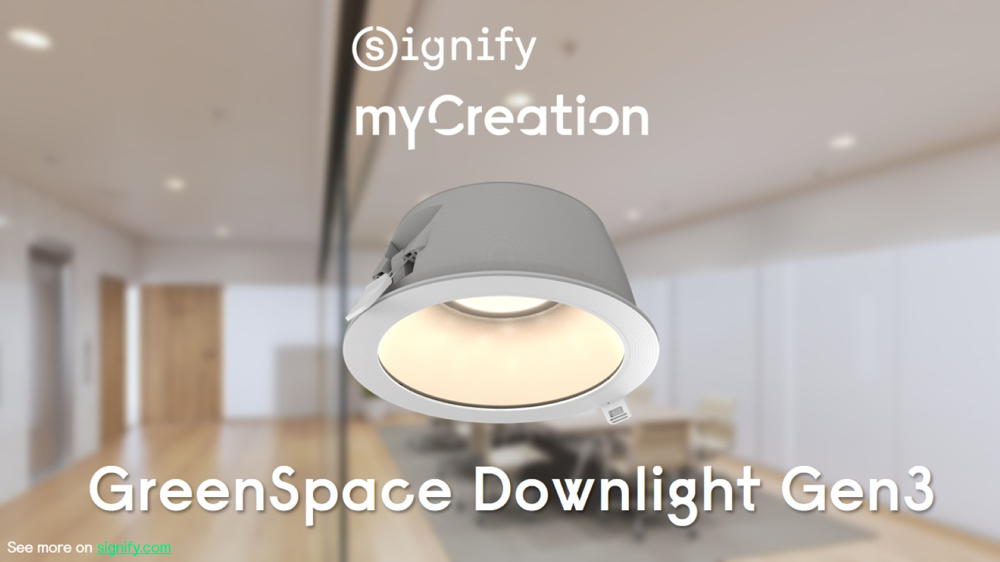 signify
myCreation
GreenSpace Downlight Gen3
See more on signify.com